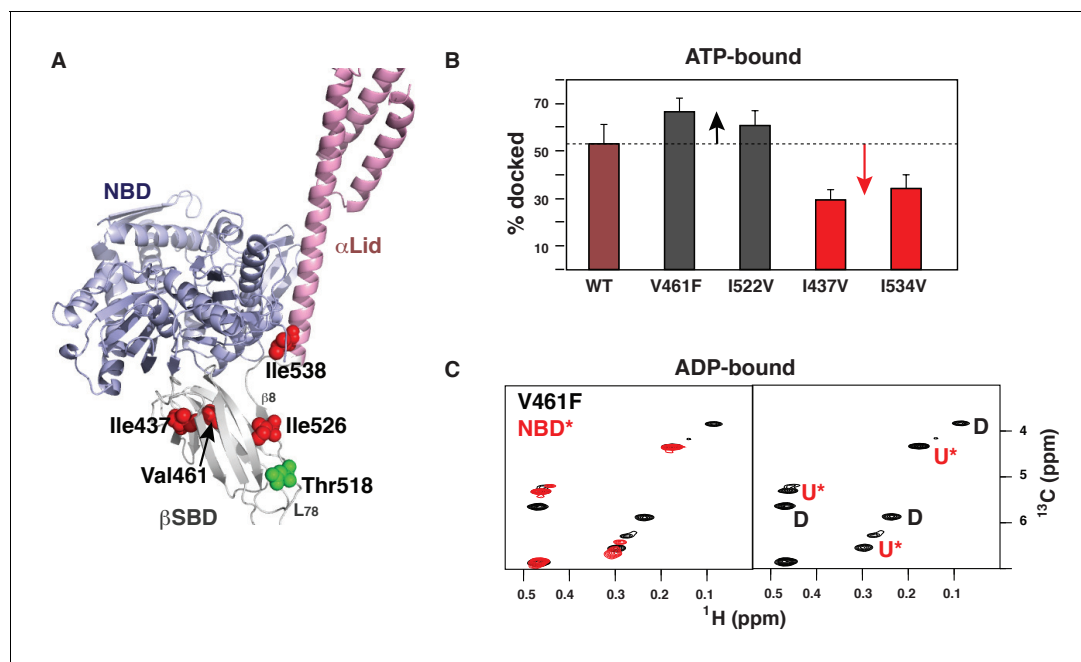 A
NBD
αLid
Ile538
β8
Ile437
Ile526
Val461
Thr518
βSBD
L78
B
ATP-bound
% docked
70
50
30
10
WT V461F I522V I437V I534V
C
ADP-bound
V461F
NBD*
D
U*
U*
D
D
U*
4
5
6
13C (ppm)
0.5 0.4 0.3 0.2 0.1 0.5 0.4 0.3 0.2 0.1
1H (ppm)